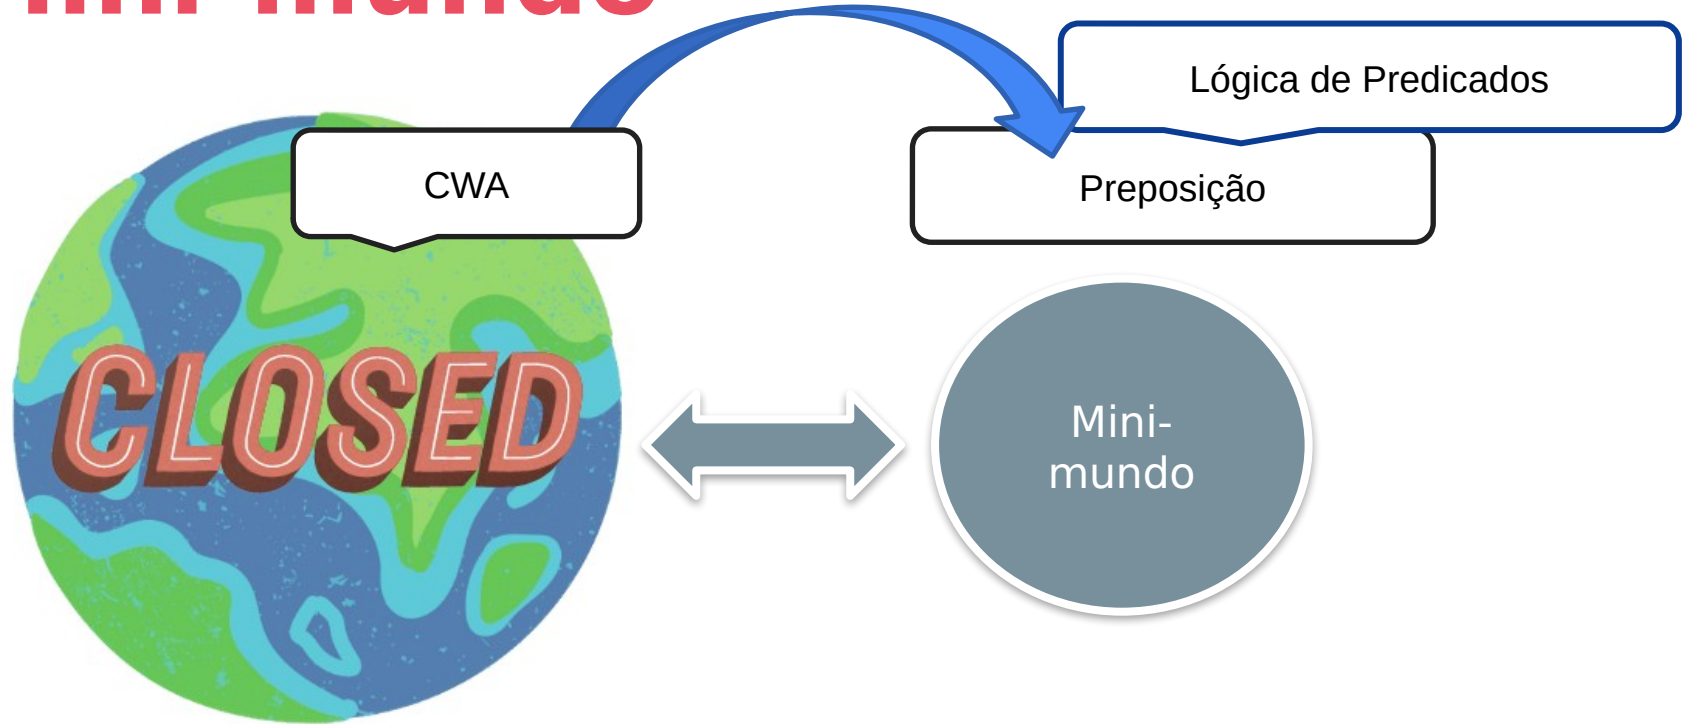 Lógica de Predicados
CWA
Preposição
CLOSED
Mini-
mundo